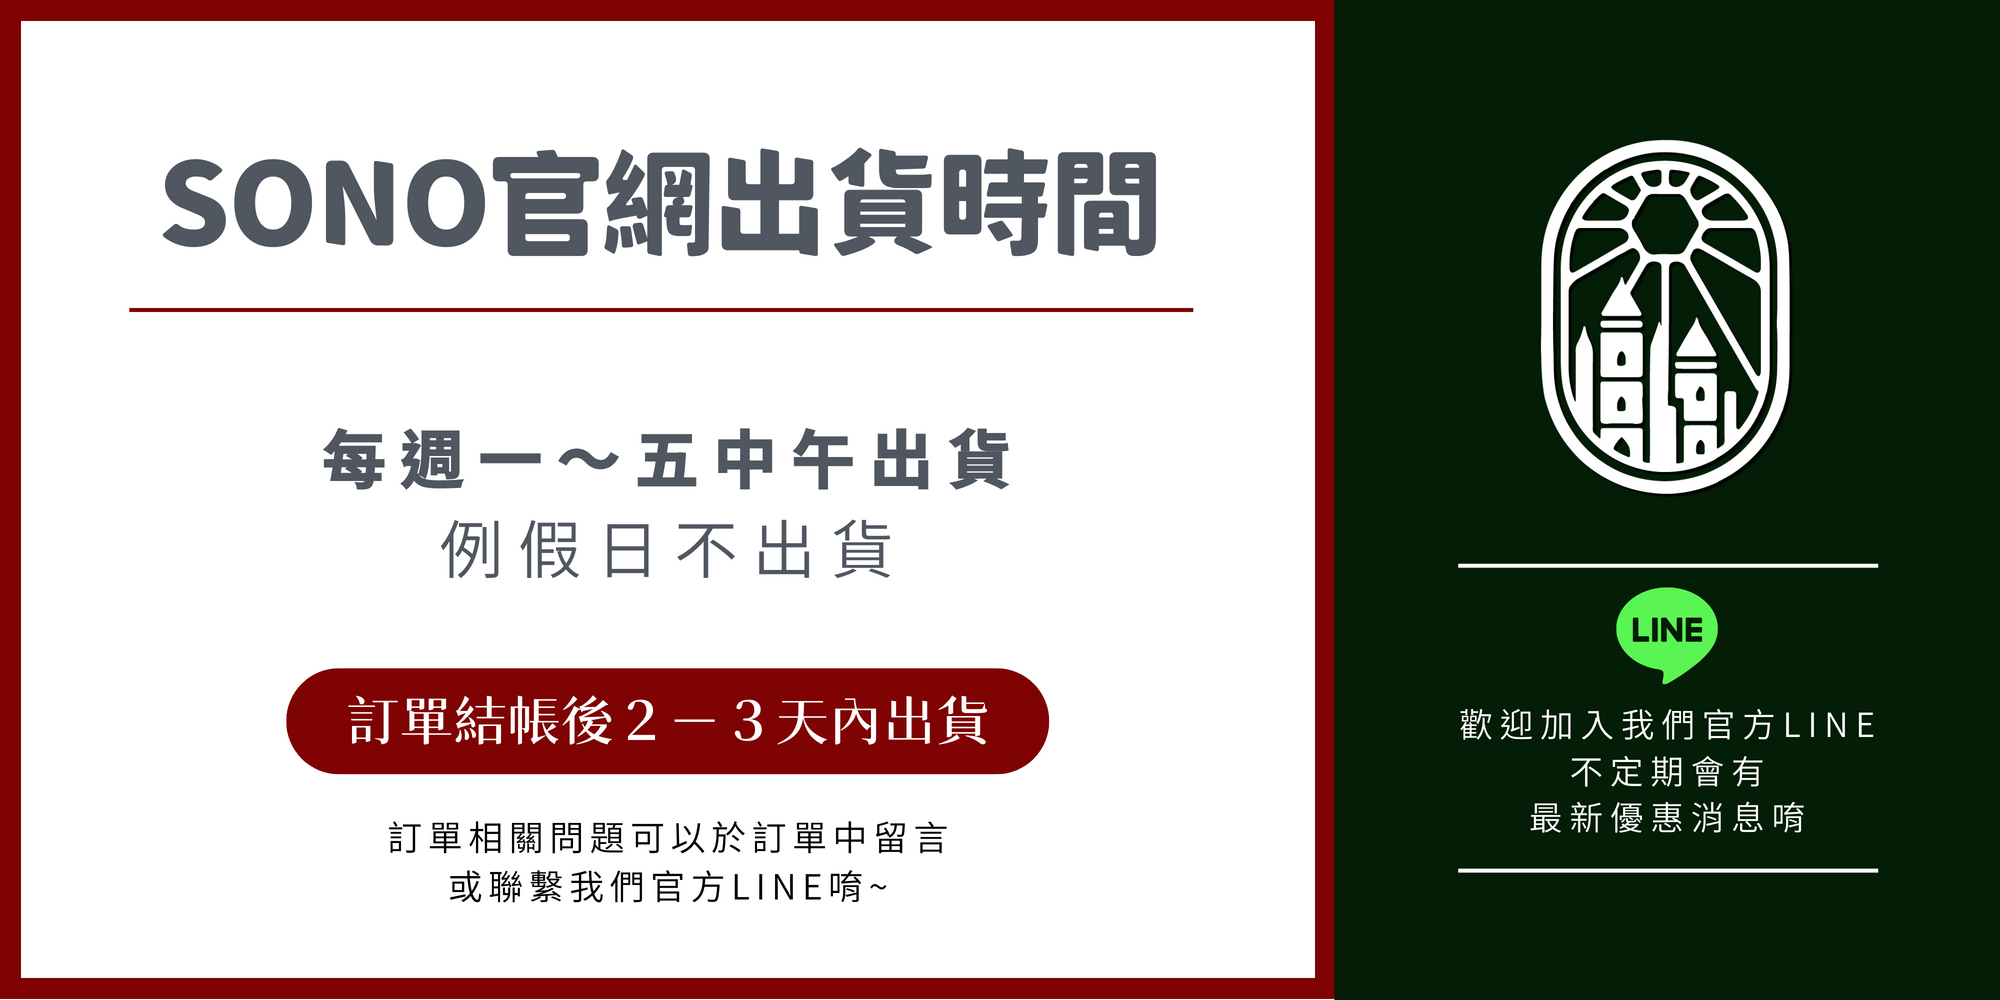 SONO官網出貨時間
每週一～五中午出貨
例假日不出貨
訂單結帳後2－3天內出貨
訂單相關問題可以於訂單中留言
或聯繫我們官方LINE唷~
LINE
歡迎加入我們官方LINE
不定期會有
最新優惠消息唷